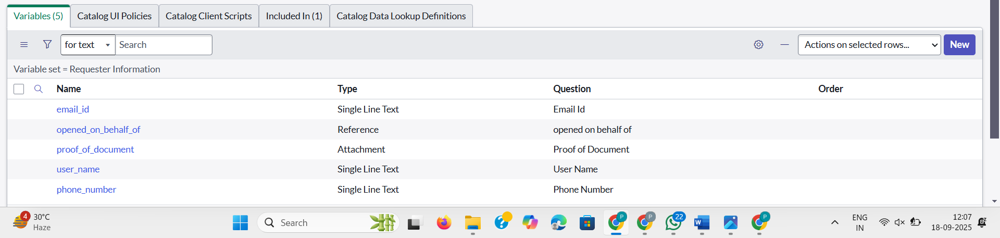 Variables (5) Catalog UI Policies Catalog Client Scripts Included In (1) Catalog Data Lookup Definitions
for text Search Actions on selected rows... New
Variable set = Requester Information
Name Type Question Order
email_id Single Line Text Email Id
opened_on_behalf_of Reference opened on behalf of
proof_of_document Attachment Proof of Document
user_name Single Line Text User Name
phone_number Single Line Text Phone Number
4 30°C Haze Search P P 22 W P ENG IN 12:07 18-09-2025